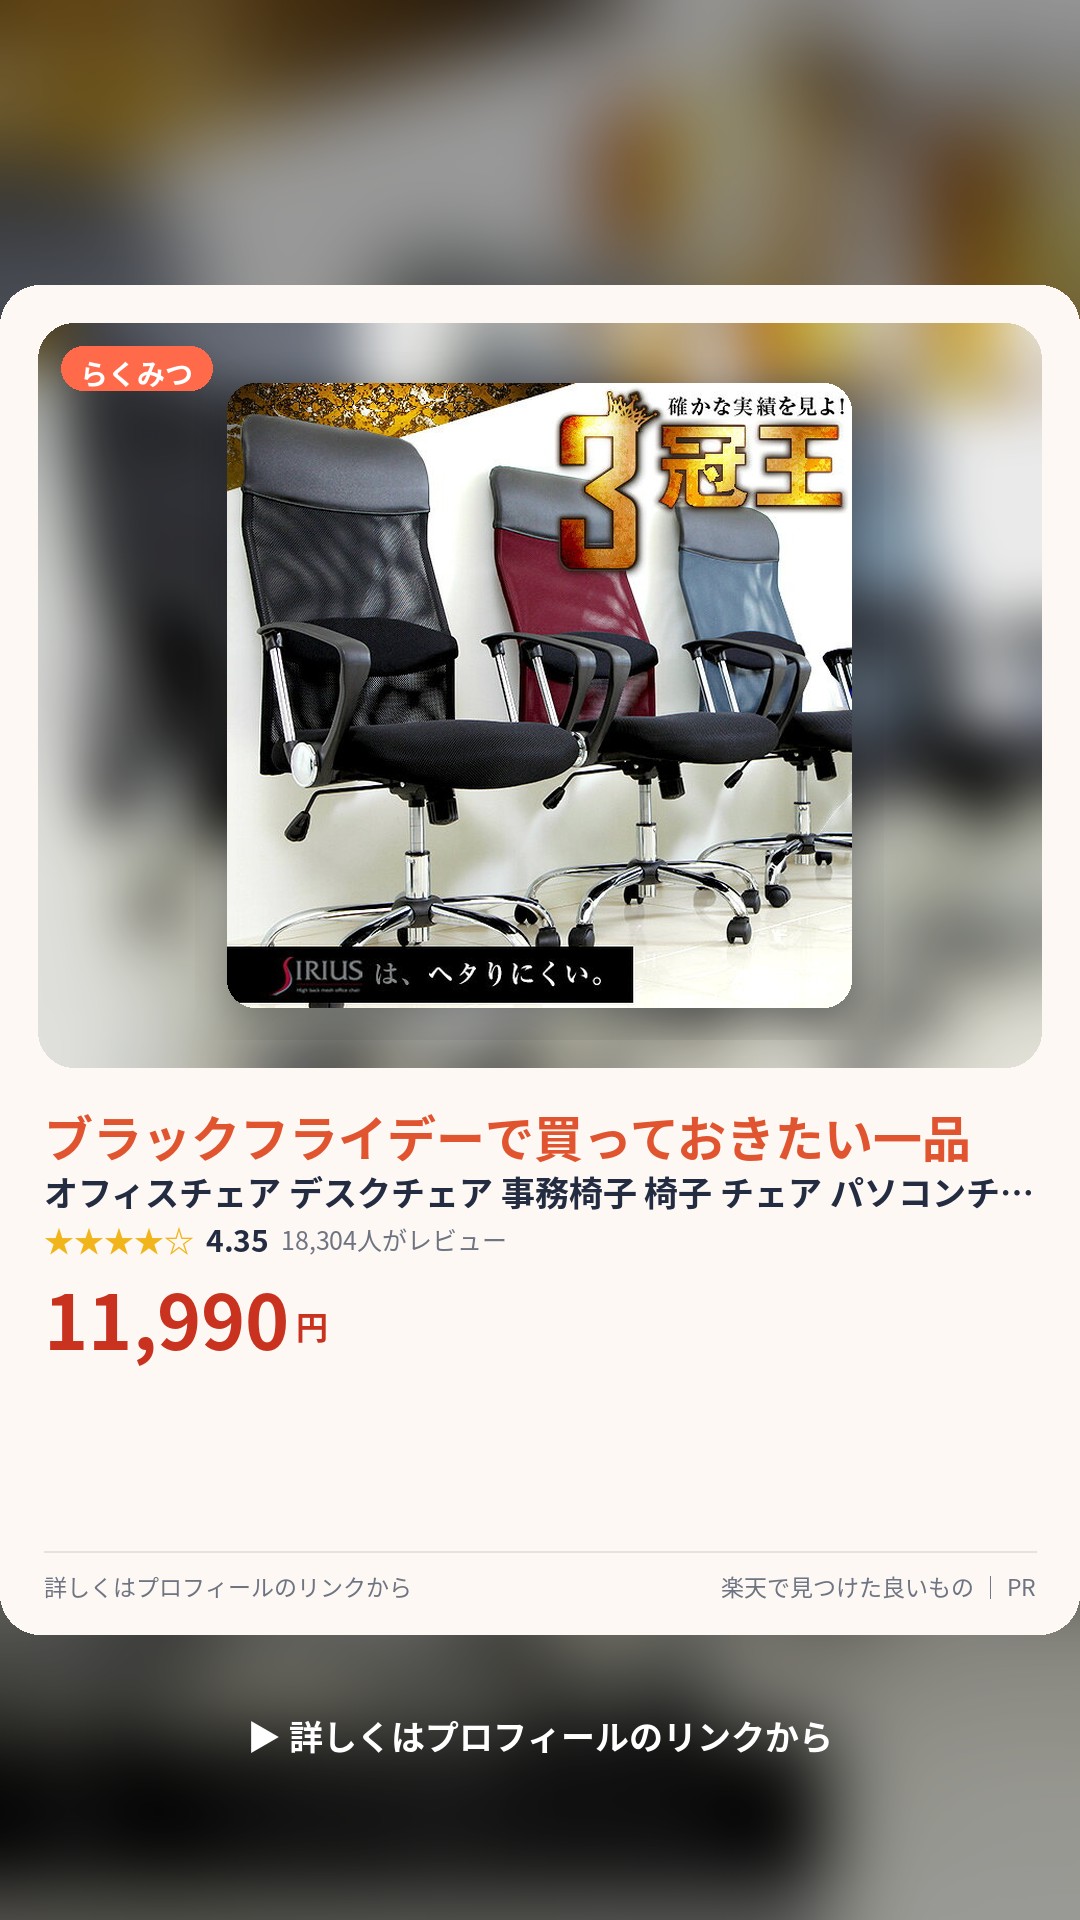 らくみつ
確かな実績を見よ!
3冠王
SIRIUS は、ヘタりにくい。
High back mesh office chair
ブラックフライデーで買っておきたい一品
オフィスチェア デスクチェア 事務椅子 椅子 チェア パソコンチ…
★★★★☆ 4.35 18,304人がレビュー
11,990円
詳しくはプロフィールのリンクから
楽天で見つけた良いもの | PR
▶ 詳しくはプロフィールのリンクから